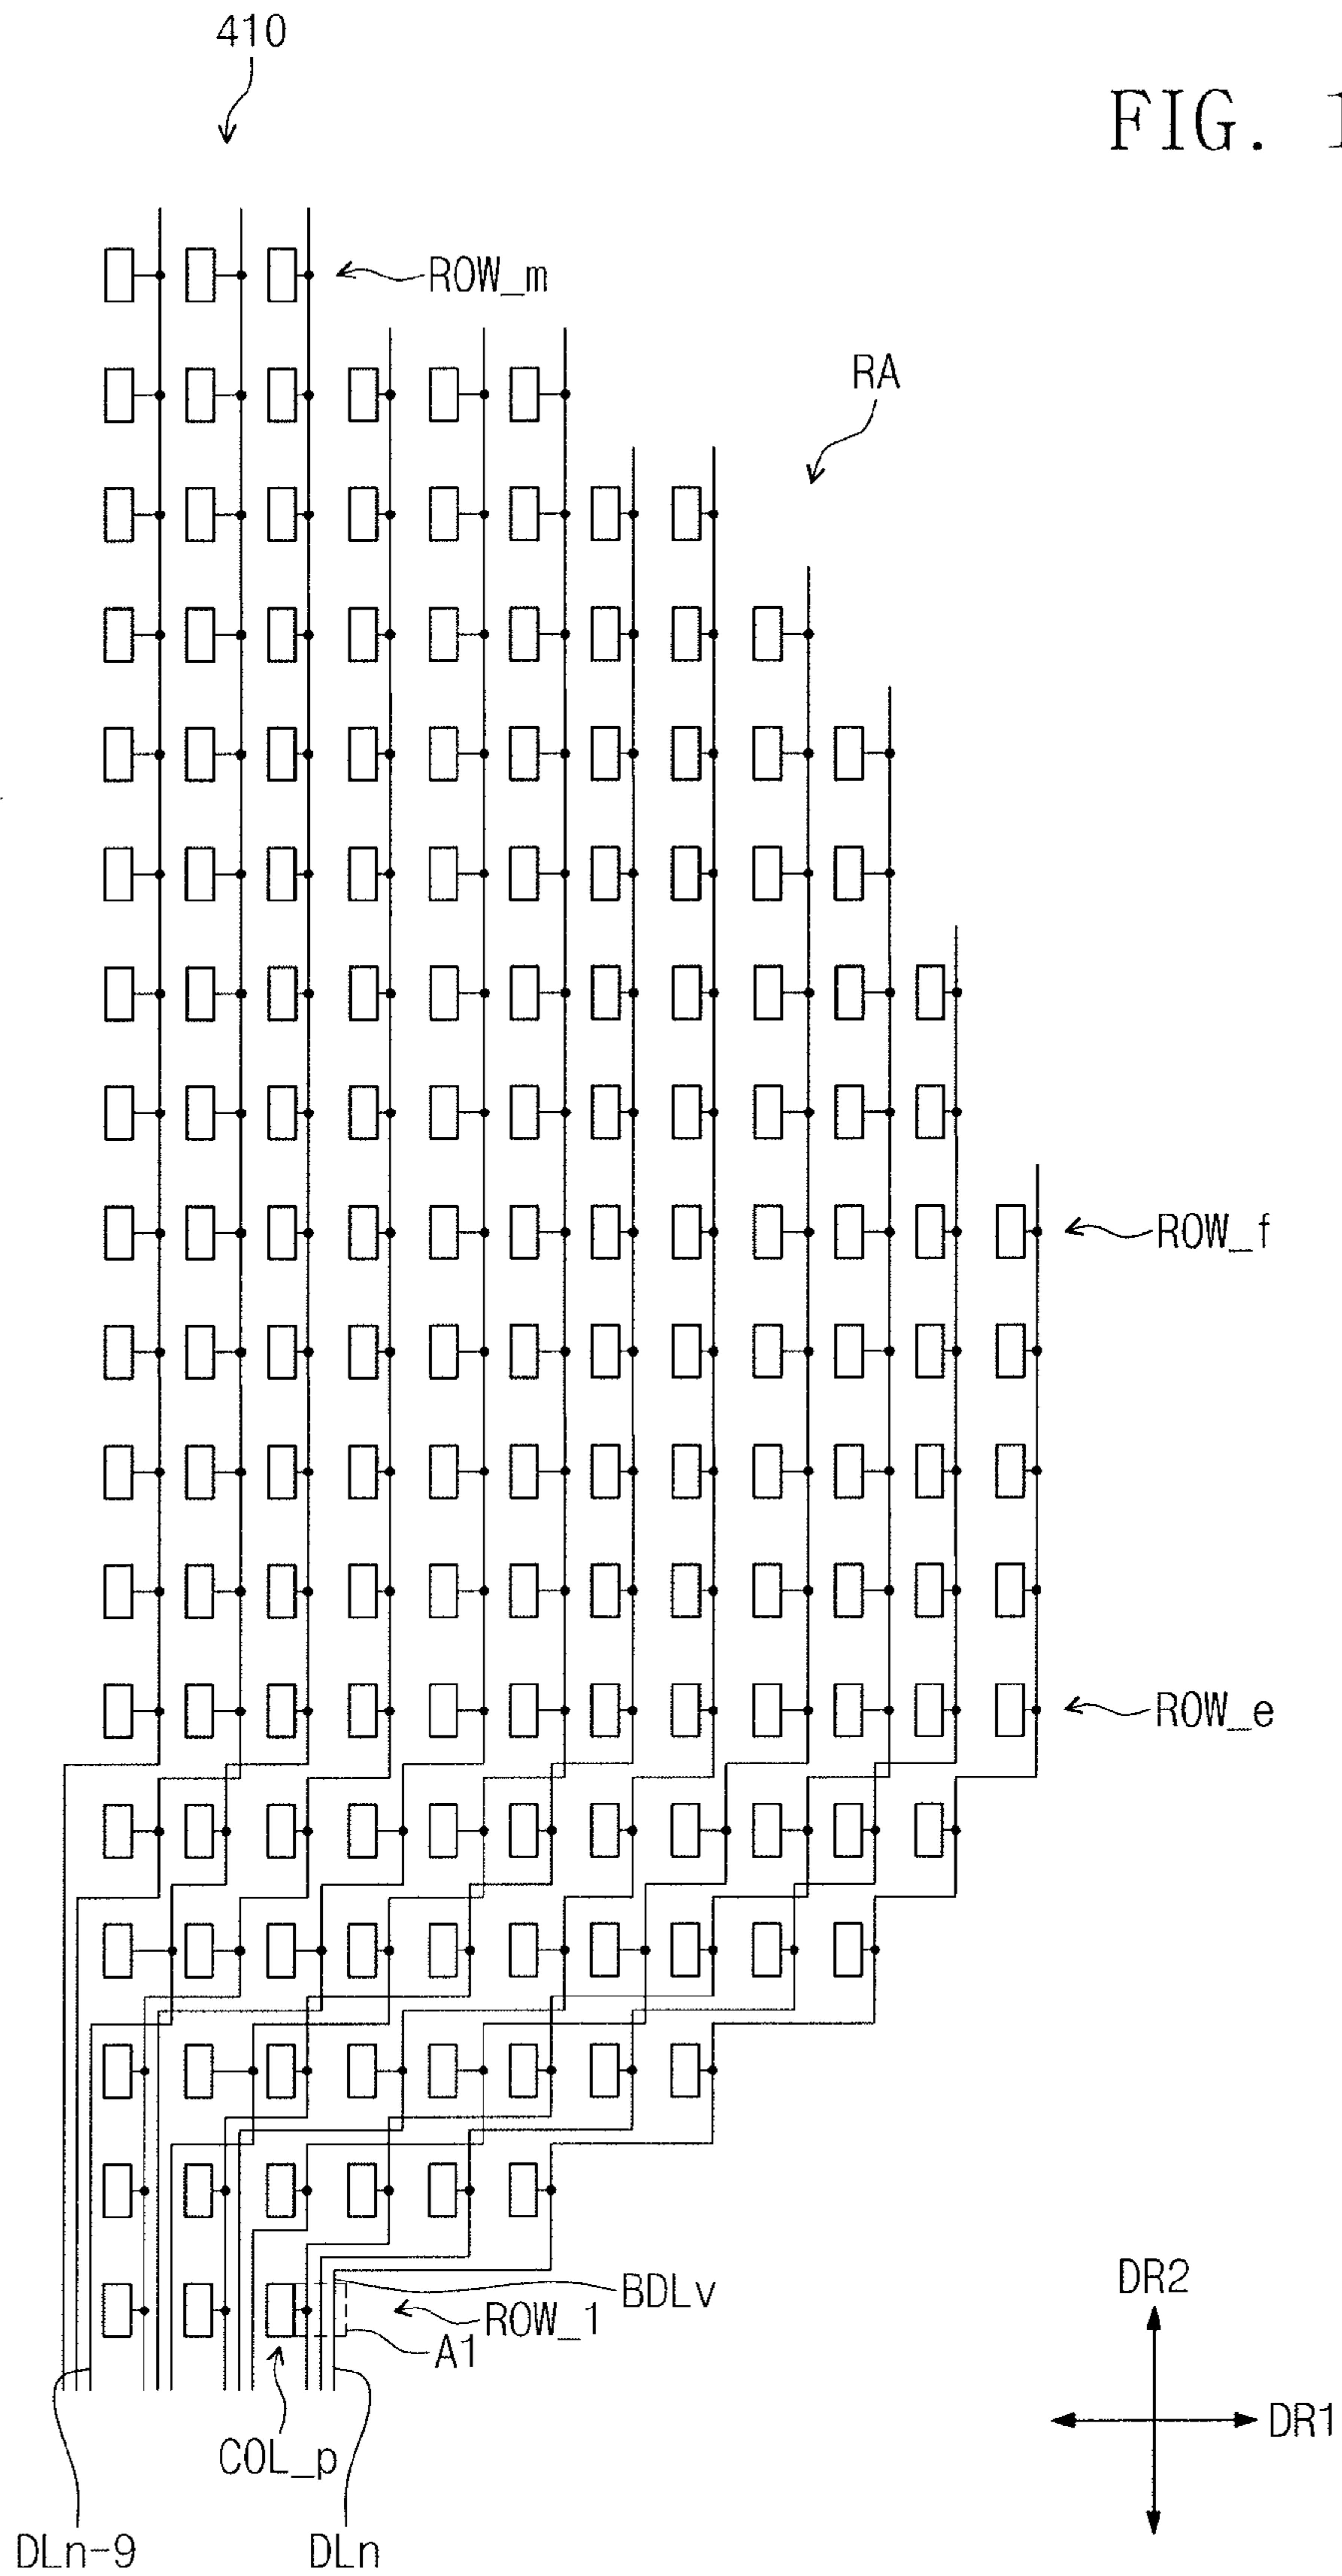 410
FIG. 1
ROW_m
RA
ROW_f
ROW_e
BDLv
ROW_1
A1
COL_p
DLn-9
DLn
DR2
DR1